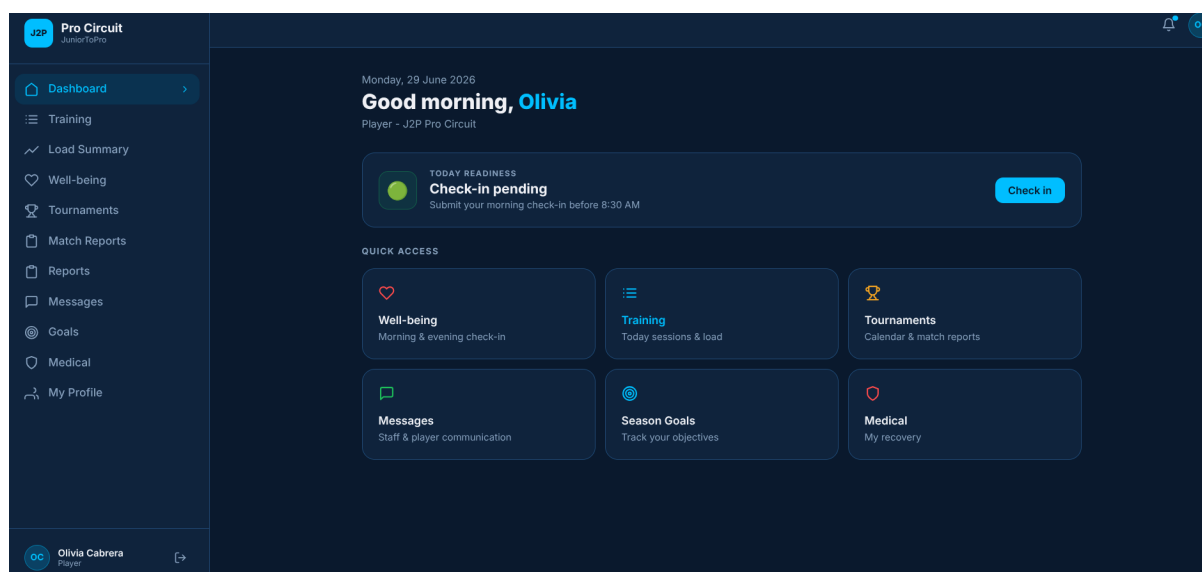 J2P
Pro Circuit
JuniorToPro
Dashboard
Training
Load Summary
Well-being
Tournaments
Match Reports
Reports
Messages
Goals
Medical
My Profile
OC
Olivia Cabrera
Player
Monday, 29 June 2026
Good morning, Olivia
Player - J2P Pro Circuit
TODAY READINESS
Check-in pending
Submit your morning check-in before 8:30 AM
Check in
QUICK ACCESS
Well-being
Morning & evening check-in
Training
Today sessions & load
Tournaments
Calendar & match reports
Messages
Staff & player communication
Season Goals
Track your objectives
Medical
My recovery